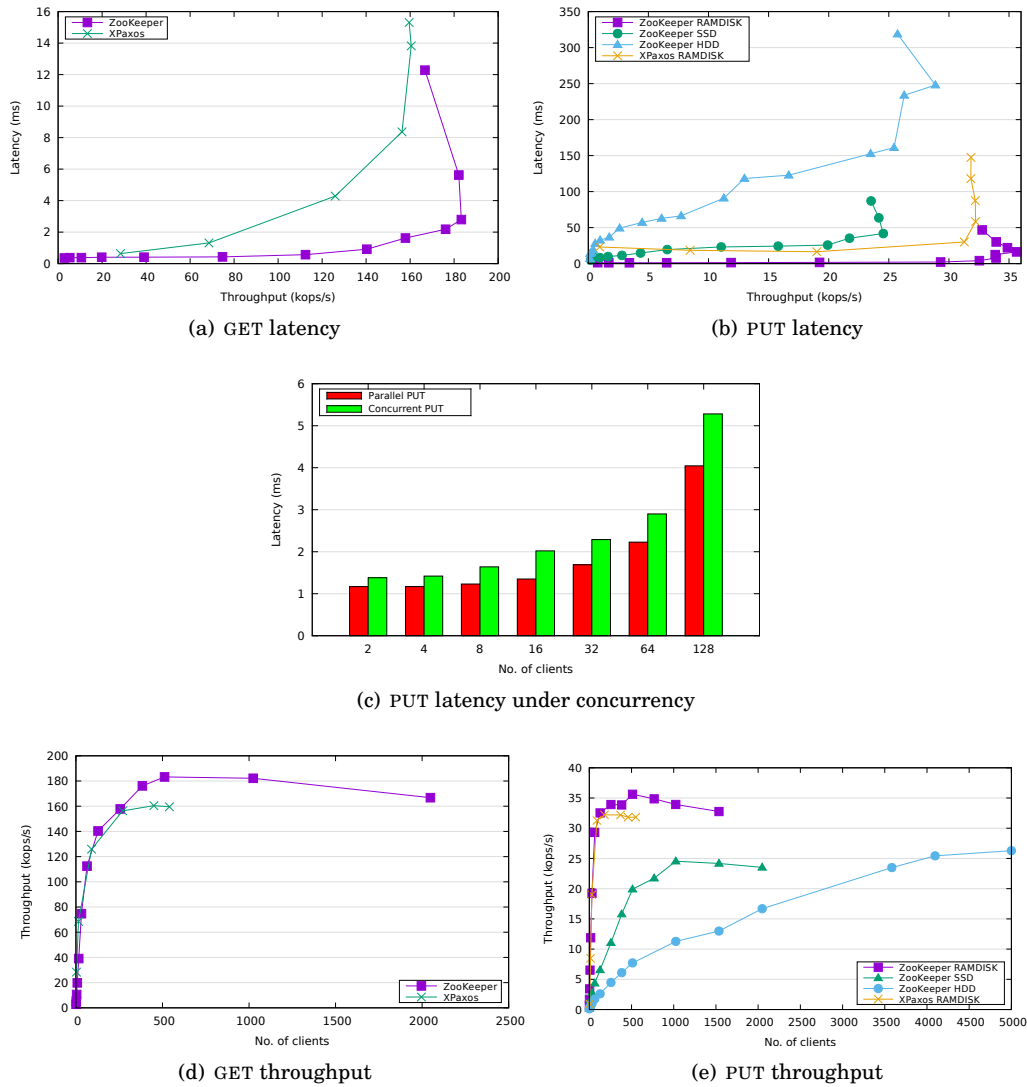 16
14
12
10
8
6
4
2
0
0 20 40 60 80 100 120 140 160 180 200
Latency (ms)
Throughput (kops/s)
ZooKeeper
XPaxos
(a) GET latency
350
300
250
200
150
100
50
0
0 5 10 15 20 25 30 35
Latency (ms)
Throughput (kops/s)
ZooKeeper RAMDISK
ZooKeeper SSD
ZooKeeper HDD
XPaxos RAMDISK
(b) PUT latency
6
5
4
3
2
1
0
2 4 8 16 32 64 128
Latency (ms)
No. of clients
Parallel PUT
Concurrent PUT
(c) PUT latency under concurrency
200
180
160
140
120
100
80
60
40
20
0
0 500 1000 1500 2000 2500
Throughput (kops/s)
No. of clients
ZooKeeper
XPaxos
(d) GET throughput
40
35
30
25
20
15
10
5
0
0 500 1000 1500 2000 2500 3000 3500 4000 4500 5000
Throughput (kops/s)
No. of clients
ZooKeeper RAMDISK
ZooKeeper SSD
ZooKeeper HDD
XPaxos RAMDISK
(e) PUT throughput